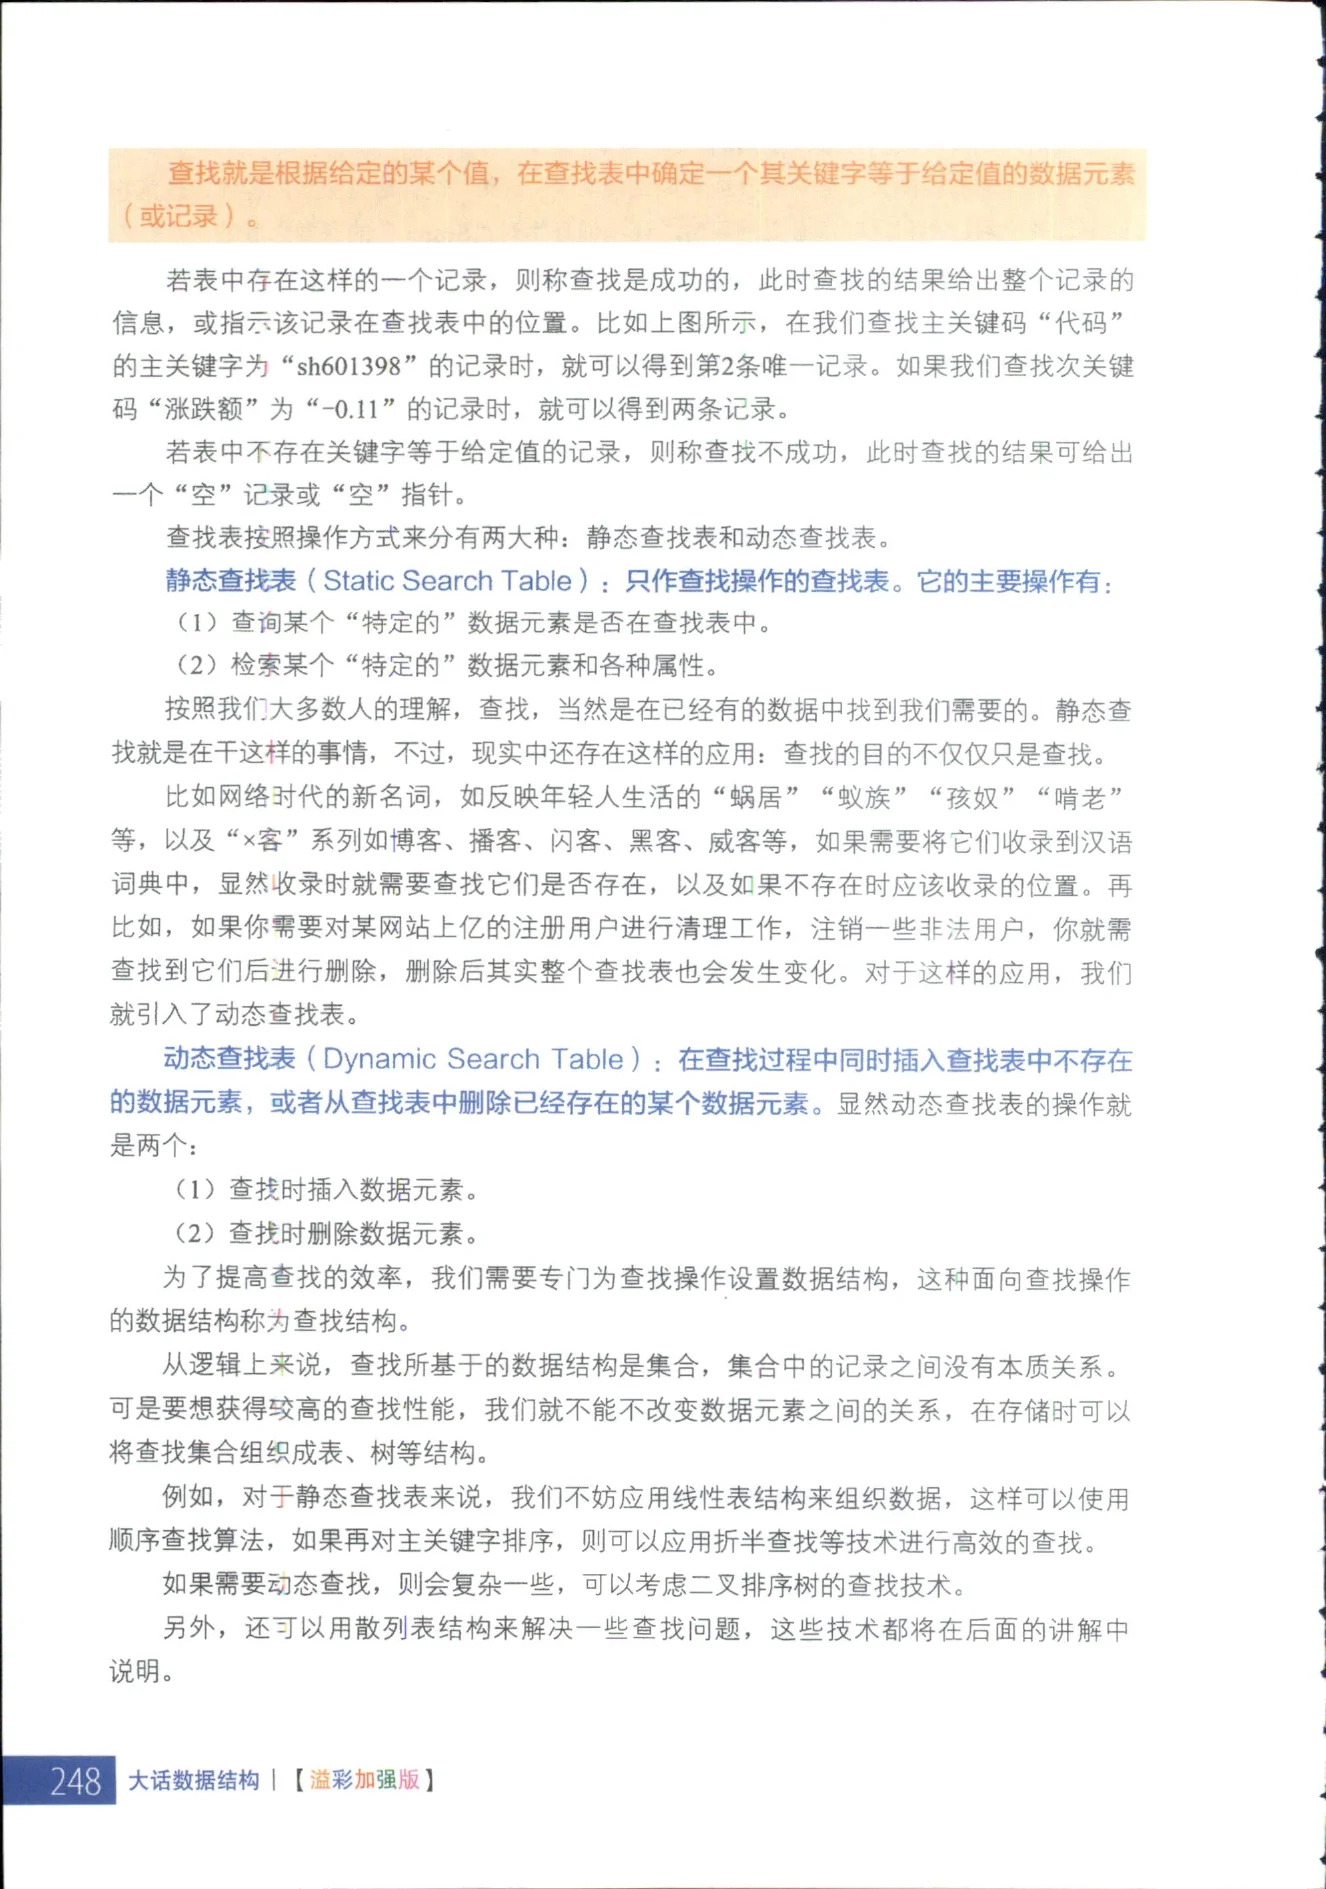 查找就是根据给定的某个值，在查找表中确定一个其关键字等于给定值的数据元素
（或记录）。
若表中存在这样的一个记录，则称查找是成功的，此时查找的结果给出整个记录的
信息，或指示该记录在查找表中的位置。比如上图所示，在我们查找主关键码“代码”
的主关键字为“sh601398”的记录时，就可以得到第2条唯一记录。如果我们查找次关键
码“涨跌额”为“-0.11”的记录时，就可以得到两条记录。
若表中不存在关键字等于给定值的记录，则称查找不成功，此时查找的结果可给出
一个“空”记录或“空”指针。
查找表按照操作方式来分有两大种：静态查找表和动态查找表。
静态查找表（Static Search Table）：只作查找操作的查找表。它的主要操作有：
（1）查询某个“特定的”数据元素是否在查找表中。
（2）检索某个“特定的”数据元素和各种属性。
按照我们大多数人的理解，查找，当然是在已经有的数据中找到我们需要的。静态查
找就是在干这样的事情，不过，现实中还存在这样的应用：查找的目的不仅仅只是查找。
比如网络时代的新名词，如反映年轻人生活的“蜗居”“蚁族”“孩奴”“啃老”
等，以及“×客”系列如博客、播客、闪客、黑客、威客等，如果需要将它们收录到汉语
词典中，显然收录时就需要查找它们是否存在，以及如果不存在时应该收录的位置。再
比如，如果你需要对某网站上亿的注册用户进行清理工作，注销一些非法用户，你就需
查找到它们后进行删除，删除后其实整个查找表也会发生变化。对于这样的应用，我们
就引入了动态查找表。
动态查找表（Dynamic Search Table）：在查找过程中同时插入查找表中不存在
的数据元素，或者从查找表中删除已经存在的某个数据元素。显然动态查找表的操作就
是两个：
（1）查找时插入数据元素。
（2）查找时删除数据元素。
为了提高查找的效率，我们需要专门为查找操作设置数据结构，这种面向查找操作
的数据结构称为查找结构。
从逻辑上来说，查找所基于的数据结构是集合，集合中的记录之间没有本质关系。
可是要想获得较高的查找性能，我们就不能不改变数据元素之间的关系，在存储时可以
将查找集合组织成表、树等结构。
例如，对于静态查找表来说，我们不妨应用线性表结构来组织数据，这样可以使用
顺序查找算法，如果再对主关键字排序，则可以应用折半查找等技术进行高效的查找。
如果需要动态查找，则会复杂一些，可以考虑二叉排序树的查找技术。
另外，还可以用散列表结构来解决一些查找问题，这些技术都将在后面的讲解中
说明。
248 大话数据结构 |【溢彩加强版】